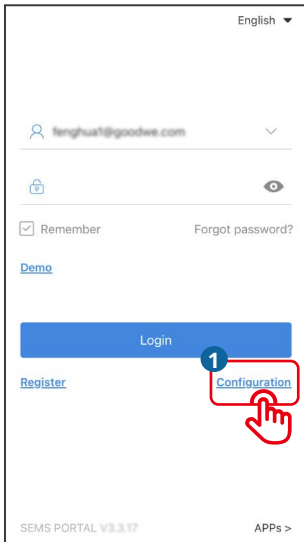 English
fenghua1@goodwe.com
Remember Forgot password?
Demo
Login
1
Register Configuration
SEMS PORTAL V3.3.17 APPs >